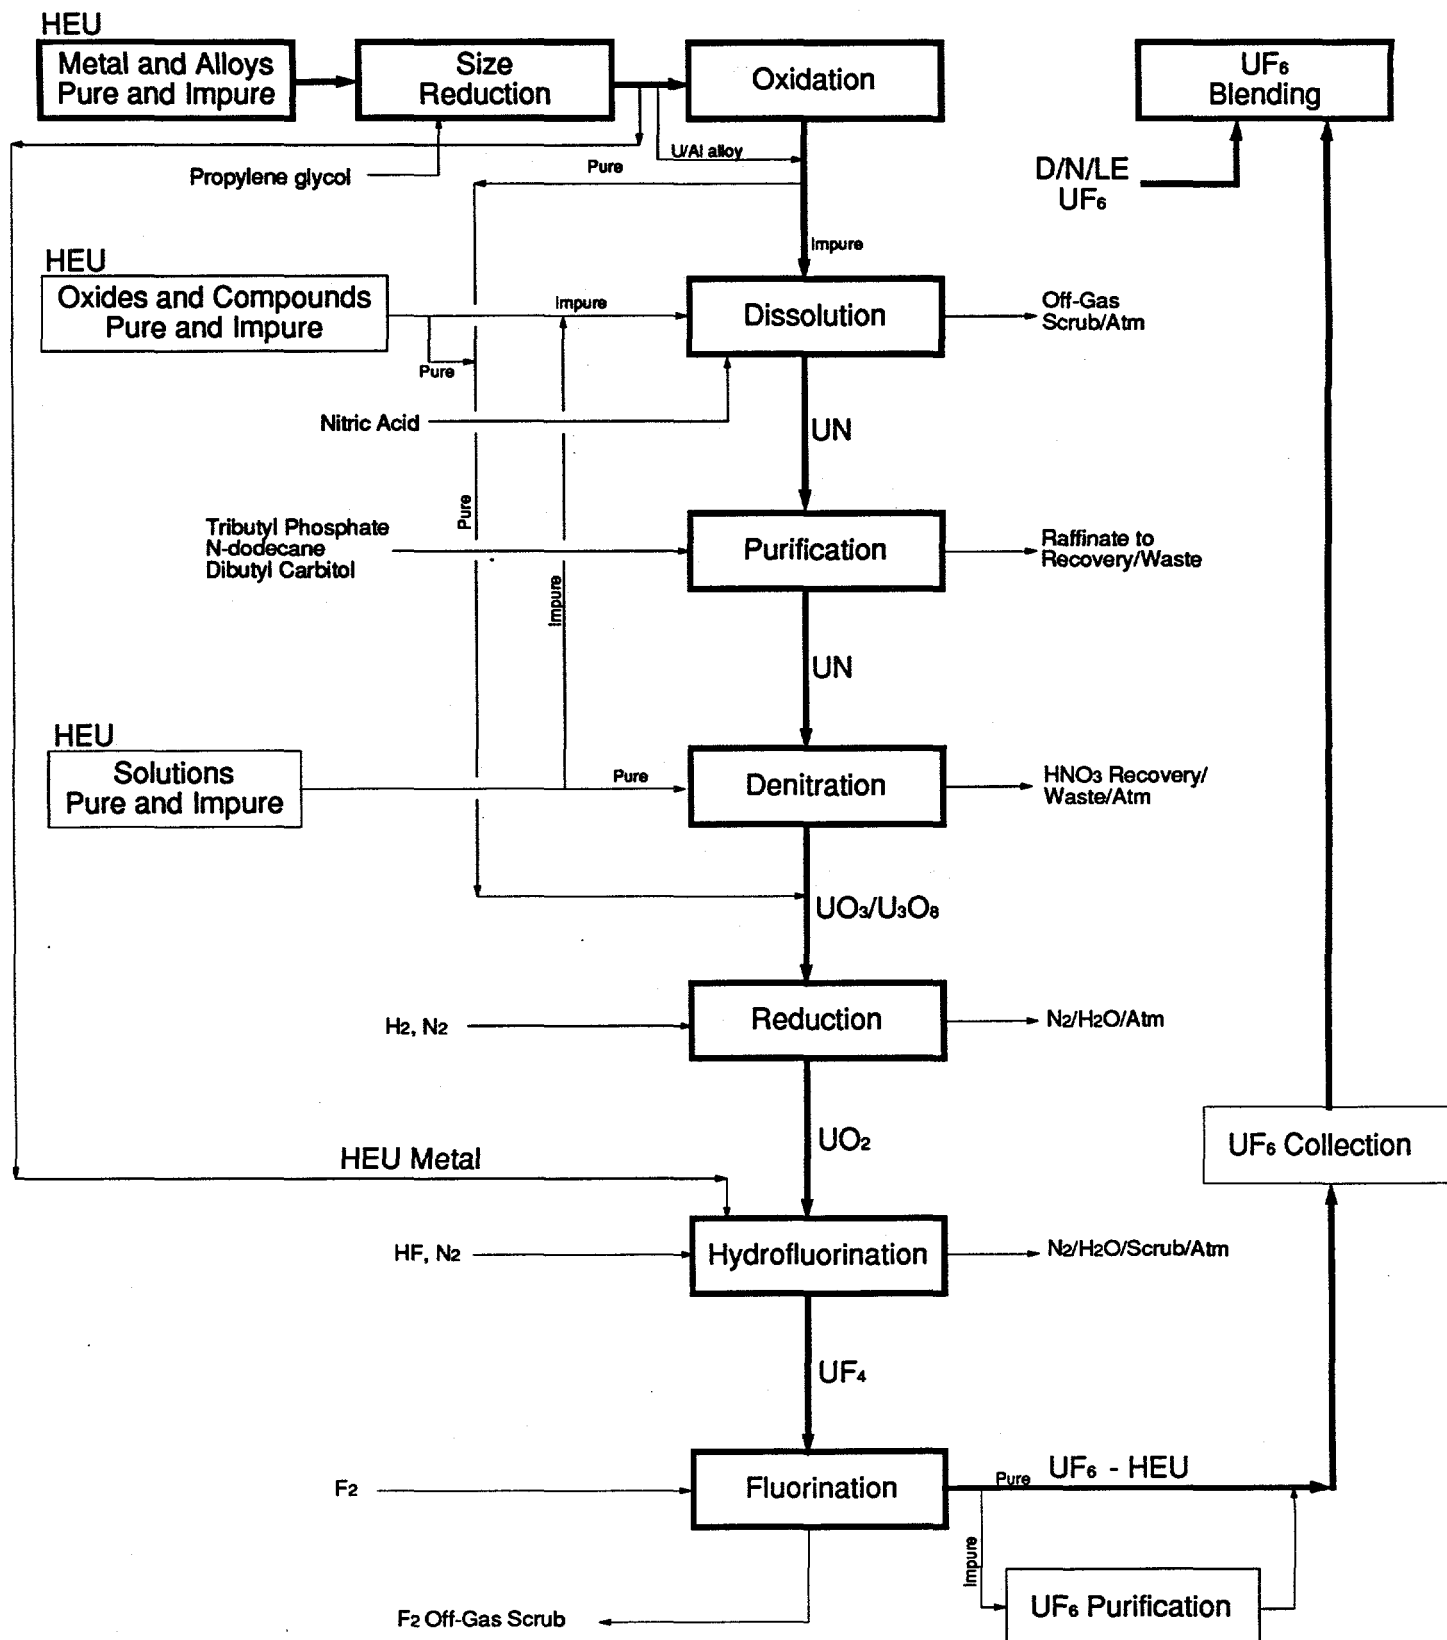 HEU
Metal and Alloys
Pure and Impure
Size
Reduction
Oxidation
UF₆
Blending
U/Al alloy
Pure
Propylene glycol
D/N/LE
UF₆
Impure
HEU
Oxides and Compounds
Pure and Impure
Impure
Pure
Dissolution
Off-Gas
Scrub/Atm
Nitric Acid
UN
Pure
Tributyl Phosphate
N-dodecane
Dibutyl Carbitol
Purification
Raffinate to
Recovery/Waste
Impure
UN
HEU
Solutions
Pure and Impure
Pure
Denitration
HNO₃ Recovery/
Waste/Atm
UO₃/U₃O₈
H₂, N₂
Reduction
N₂/H₂O/Atm
UO₂
UF₆ Collection
HEU Metal
HF, N₂
Hydrofluorination
N₂/H₂O/Scrub/Atm
UF₄
F₂
Fluorination
Pure
UF₆ - HEU
Impure
UF₆ Purification
F₂ Off-Gas Scrub